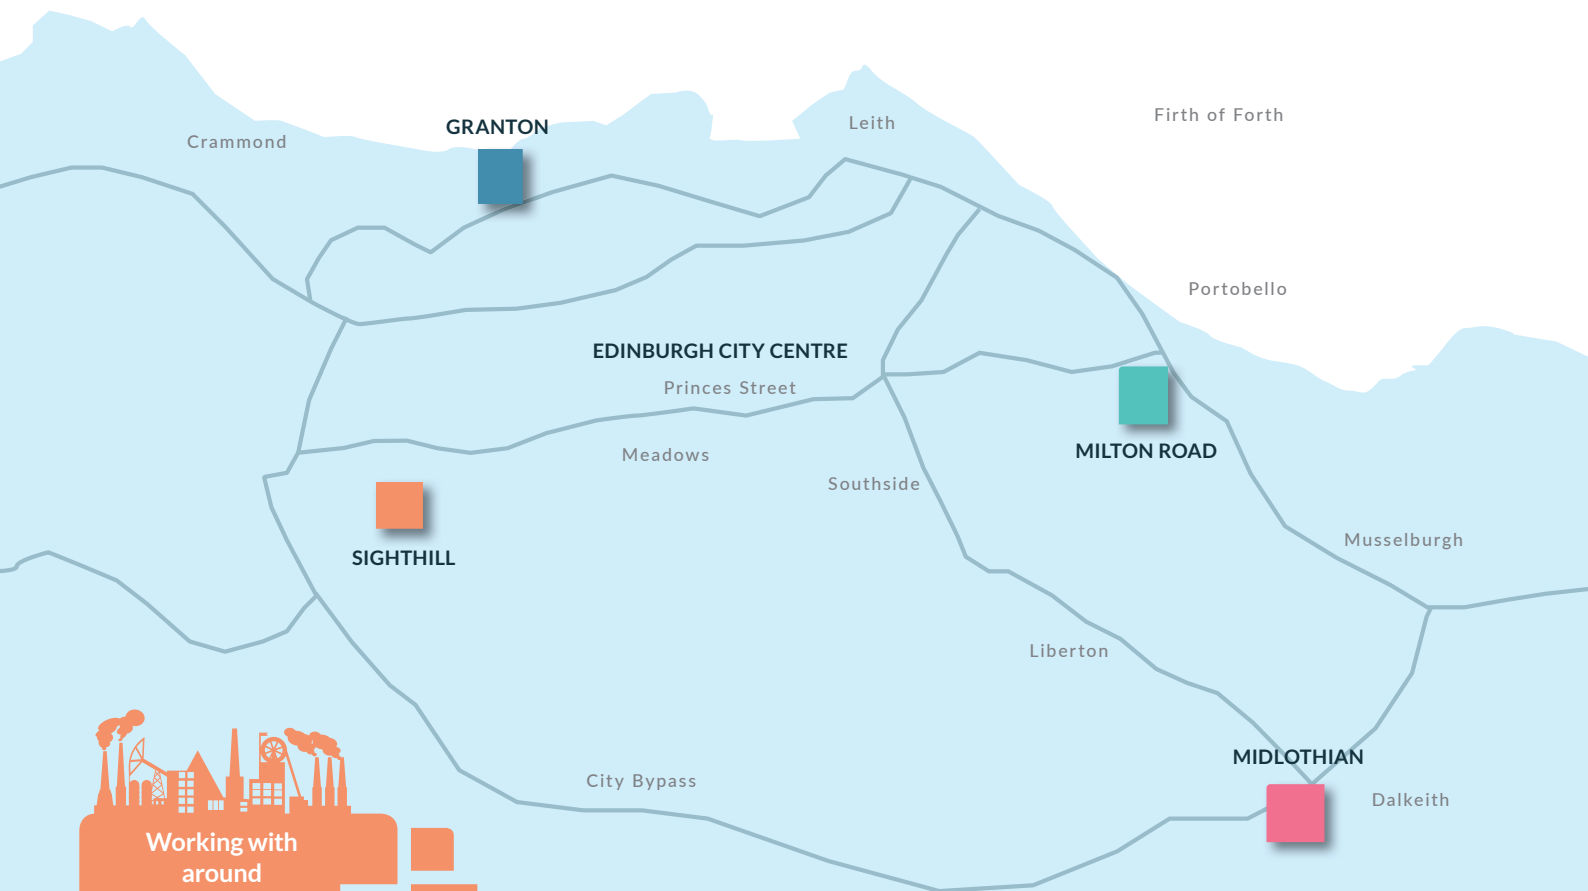 Firth of Forth
Leith
GRANTON
Crammond
Portobello
EDINBURGH CITY CENTRE
Princes Street
MILTON ROAD
Meadows
Southside
Musselburgh
SIGHTHILL
Liberton
MIDLOTHIAN
City Bypass
Dalkeith
Working with
around